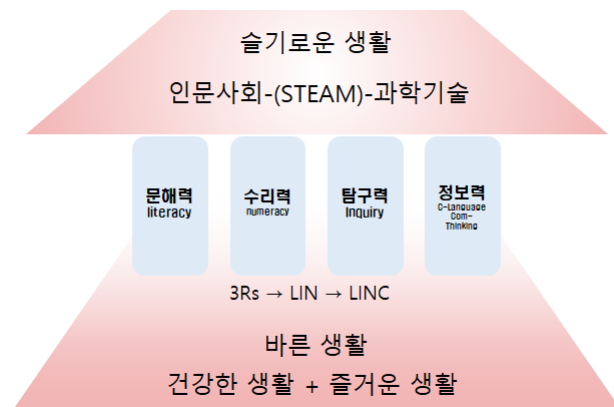 슬기로운 생활
인문사회-(STEAM)-과학기술
문해력
literacy
수리력
numeracy
탐구력
Inquiry
정보력
C-Language
Com-
Thinking
3Rs → LIN → LINC
바른 생활
건강한 생활 + 즐거운 생활